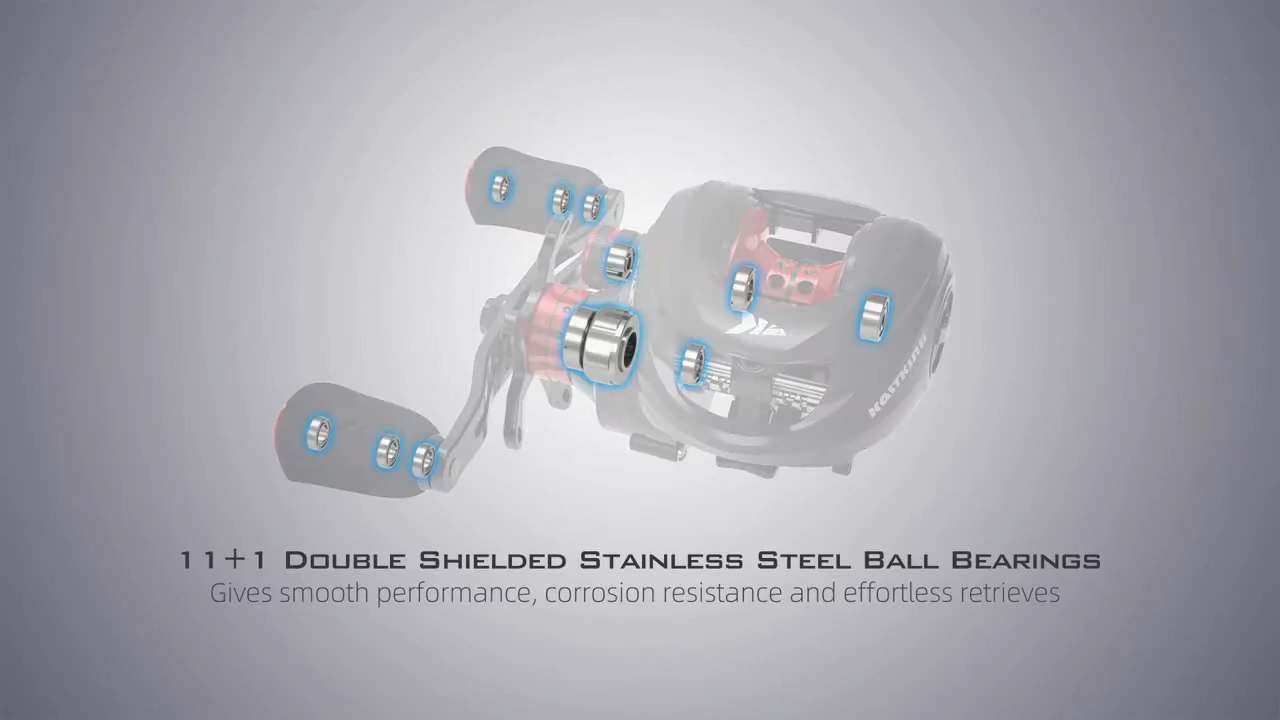 KastKing
11+1 Double Shielded Stainless Steel Ball Bearings
Gives smooth performance, corrosion resistance and effortless retrieves